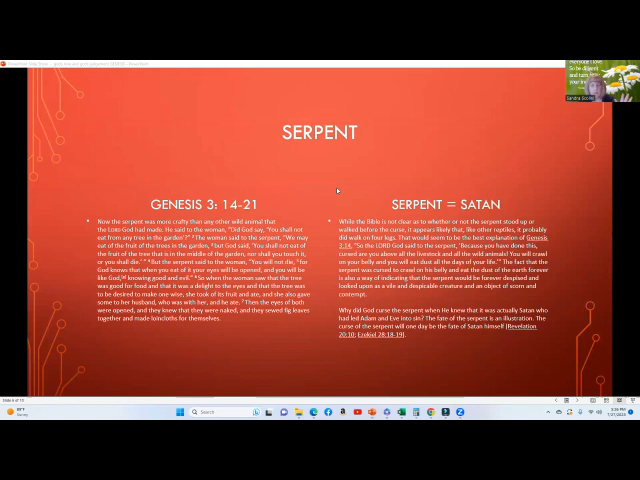 SERPENT
GENESIS 3: 14-21
• Now the serpent was more crafty than any other wild animal that
the LORD God had made. He said to the woman, "Did God say, 'You shall not
eat from any tree in the garden'?" ² The woman said to the serpent, "We may
eat of the fruit of the trees in the garden, ³ but God said, 'You shall not eat of
the fruit of the tree that is in the middle of the garden, nor shall you touch it,
or you shall die.'" ⁴ But the serpent said to the woman, "You will not die, ⁵ for
God knows that when you eat of it your eyes will be opened, and you will be
like God, knowing good and evil." ⁶ So when the woman saw that the tree
was good for food and that it was a delight to the eyes and that the tree was
to be desired to make one wise, she took of its fruit and ate, and she also gave
some to her husband, who was with her, and he ate. ⁷ Then the eyes of both
were opened, and they knew that they were naked, and they sewed fig leaves
together and made loincloths for themselves.
SERPENT = SATAN
• While the Bible is not clear as to whether or not the serpent stood up or
walked before the curse, it appears likely that, like other reptiles, it probably
did walk on four legs. That would seem to be the best explanation of Genesis
3:14, "So the LORD God said to the serpent, 'Because you have done this,
cursed are you above all the livestock and all the wild animals! You will crawl
on your belly and you will eat dust all the days of your life.'" The fact that the
serpent was cursed to crawl on his belly and eat the dust of the earth forever
is also a way of indicating that the serpent would be forever despised and
looked upon as a vile and despicable creature and an object of scorn and
contempt.
Why did God curse the serpent when He knew that it was actually Satan who
had led Adam and Eve into sin? The fate of the serpent is an illustration. The
curse of the serpent will one day be the fate of Satan himself (Revelation
20:10; Ezekiel 28:18-19).
So be diligent
and turn
Slide 6 of 10
Search
5:38 PM